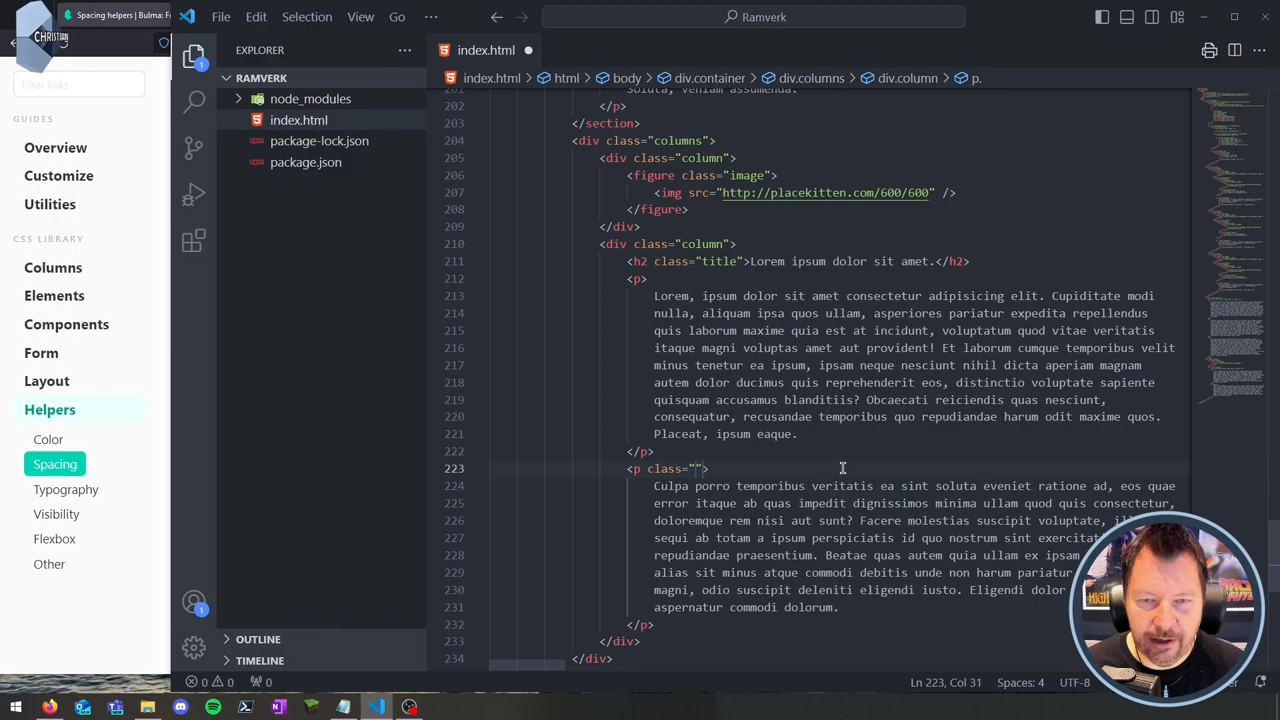 CHRISTIAN
Spacing helpers | Bulma: Fr
Filter links
GUIDES
Overview
Customize
Utilities
CSS LIBRARY
Columns
Elements
Components
Form
Layout
Helpers
Color
Spacing
Typography
Visibility
Flexbox
Other
File Edit Selection View Go ···
Ramverk
EXPLORER
RAMVERK
node_modules
index.html
package-lock.json
package.json
OUTLINE
TIMELINE
index.html
index.html > html > body > div.container > div.columns > div.column > p.
201 Soluta, veniam assumenda.
202 </p>
203 </section>
204 <div class="columns">
205 <div class="column">
206 <figure class="image">
207 <img src="http://placekitten.com/600/600" />
208 </figure>
209 </div>
210 <div class="column">
211 <h2 class="title">Lorem ipsum dolor sit amet.</h2>
212 <p>
213 Lorem, ipsum dolor sit amet consectetur adipisicing elit. Cupiditate modi
214 nulla, aliquam ipsa quos ullam, asperiores pariatur expedita repellendus
215 quis laborum maxime quia est at incidunt, voluptatum quod vitae veritatis
216 itaque magni voluptas amet aut provident! Et laborum cumque temporibus velit
217 minus tenetur ea ipsum, ipsam neque nesciunt nihil dicta aperiam magnam
218 autem dolor ducimus quis reprehenderit eos, distinctio voluptate sapiente
219 quisquam accusamus blanditiis? Obcaecati reiciendis quas nesciunt,
220 consequatur, recusandae temporibus quo repudiandae harum odit maxime quos.
221 Placeat, ipsum eaque.
222 </p>
223 <p class="">
224 Culpa porro temporibus veritatis ea sint soluta eveniet ratione ad, eos quae
225 error itaque ab quas impedit dignissimos minima ullam quod quis consectetur,
226 doloremque rem nisi aut sunt? Facere molestias suscipit voluptate,
227 sequi ab totam a ipsum perspiciatis id quo nostrum sint
228 repudiandae praesentium. Beatae quas autem quia ullam ex ipsam
229 alias sit minus atque commodi debitis unde non harum pariatur
230 magni, odio suscipit deleniti eligendi iusto. Eligendi dolor
231 aspernatur commodi dolorum.
232 </p>
233 </div>
234 </div>
0 0 0
Ln 223, Col 31 Spaces: 4 UTF-8